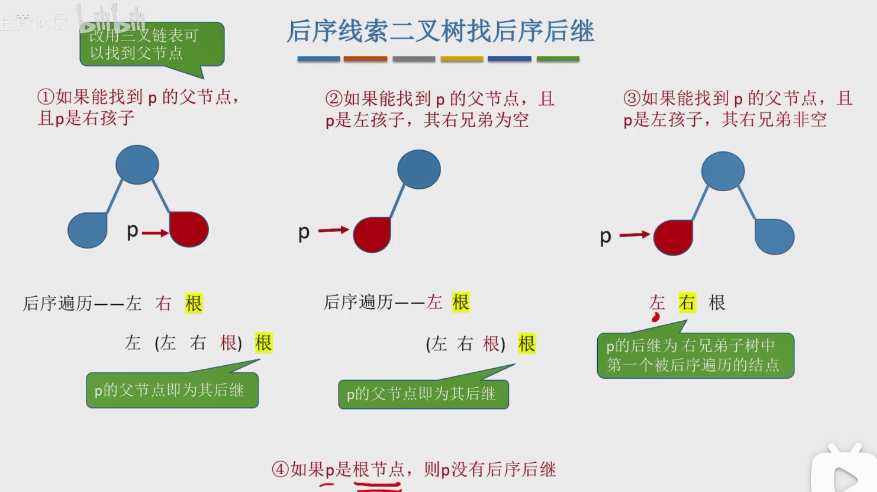 后序线索二叉树找后序后继
改用三叉链表可
以找到父节点
①如果能找到 p 的父节点，
且p是右孩子
p
后序遍历——左 右 根
左 (左 右 根) 根
p的父节点即为其后继
②如果能找到 p 的父节点，且
p是左孩子，其右兄弟为空
p
后序遍历——左 根
(左 右 根) 根
p的父节点即为其后继
③如果能找到 p 的父节点，且
p是左孩子，其右兄弟非空
p
左 右 根
p的后继为 右兄弟子树中
第一个被后序遍历的结点
④如果p是根节点，则p没有后序后继